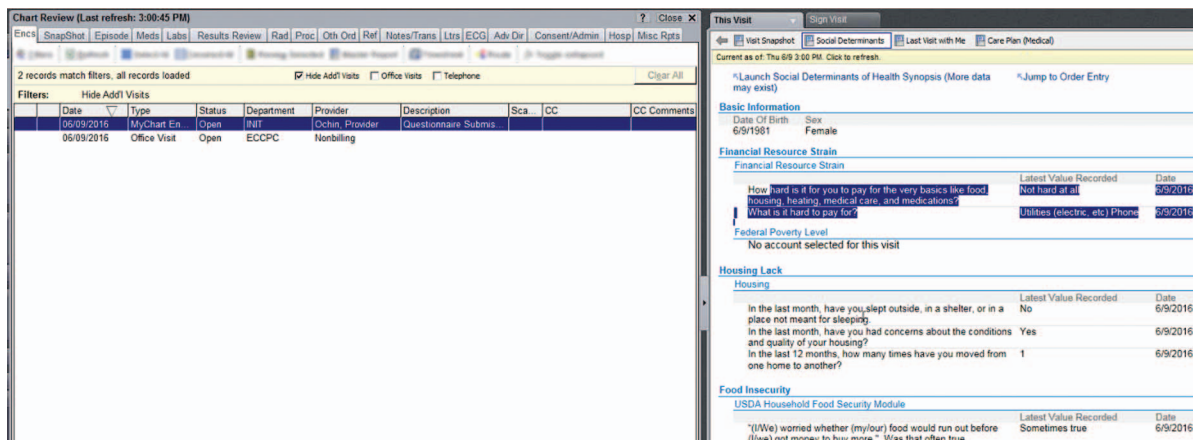 Chart Review (Last refresh: 3:00:45 PM) ? Close X
Encs SnapShot Episode Meds Labs Results Review Rad Proc Oth Ord Ref Notes/Trans Ltrs ECG Adv Dir Consent/Admin Hosp Misc Rpts
2 records match filters, all records loaded Hide Add'l Visits Office Visits Telephone Clear All
Filters: Hide Add'l Visits
Date Type Status Department Provider Description Sca... CC CC Comments
06/09/2016 MyChart En... Open INIT Ochin, Provider Questionnaire Submis...
06/09/2016 Office Visit Open ECCPC Nonbilling
This Visit Sign Visit
Visit Snapshot Social Determinants Last Visit with Me Care Plan (Medical)
Current as of: Thu 6/9 3:00 PM. Click to refresh.
Launch Social Determinants of Health Synopsis (More data Jump to Order Entry
may exist)
Basic Information
Date Of Birth Sex
6/9/1981 Female
Financial Resource Strain
Financial Resource Strain
Latest Value Recorded Date
How hard is it for you to pay for the very basics like food, Not hard at all 6/9/2016
housing, heating, medical care, and medications?
What is it hard to pay for? Utilities (electric, etc) Phone 6/9/2016
Federal Poverty Level
No account selected for this visit
Housing Lack
Housing
Latest Value Recorded Date
In the last month, have you slept outside, in a shelter, or in a No 6/9/2016
place not meant for sleeping.
In the last month, have you had concerns about the conditions Yes 6/9/2016
and quality of your housing?
In the last 12 months, how many times have you moved from 1 6/9/2016
one home to another?
Food Insecurity
USDA Household Food Security Module
Latest Value Recorded Date
"(I/We) worried whether (my/our) food would run out before Sometimes true 6/9/2016
(I/we) got money to buy more." Was that often true,